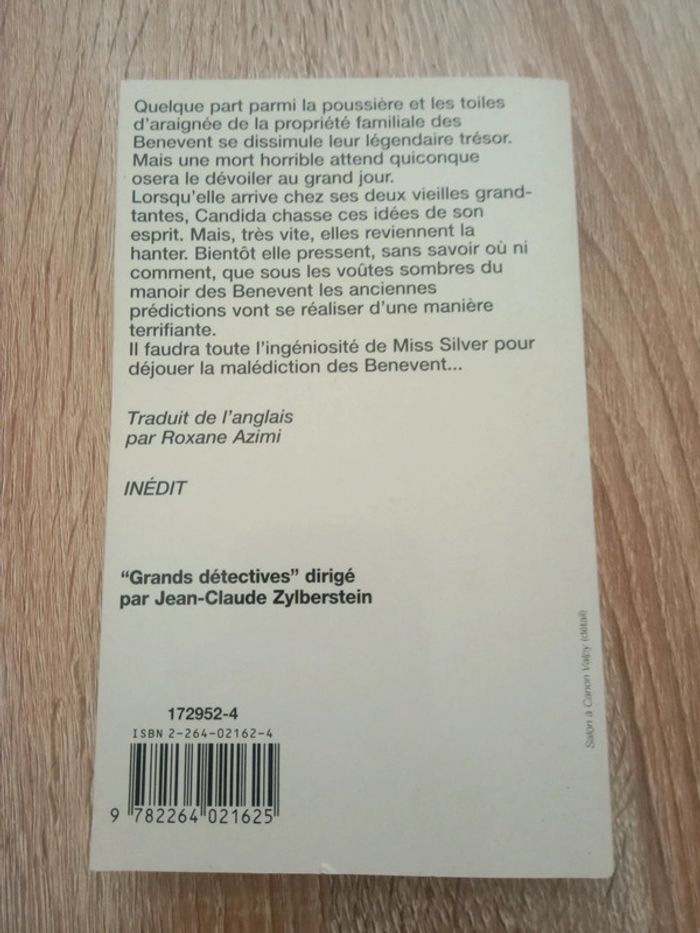 Quelque part parmi la poussière et les toiles
d'araignée de la propriété familiale des
Benevent se dissimule leur légendaire trésor.
Mais une mort horrible attend quiconque
osera le dévoiler au grand jour.
Lorsqu'elle arrive chez ses deux vieilles grand-
tantes, Candida chasse ces idées de son
esprit. Mais, très vite, elles reviennent la
hanter. Bientôt elle pressent, sans savoir où ni
comment, que sous les voûtes sombres du
manoir des Benevent les anciennes
prédictions vont se réaliser d'une manière
terrifiante.
Il faudra toute l'ingéniosité de Miss Silver pour
déjouer la malédiction des Benevent...
Traduit de l'anglais
par Roxane Azimi
INÉDIT
"Grands détectives" dirigé
par Jean-Claude Zylberstein
172952-4
ISBN 2-264-02162-4
9 782264 021625
Salon à Canon Valpy (détail)